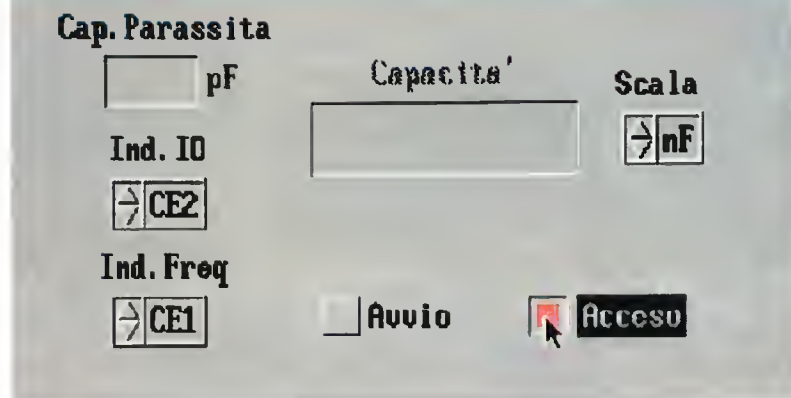 Cap. Parassita
pF
Capacita'
Scala
nF
Ind. IO
CE2
Ind. Freq
CE1
Avvio
Acceso